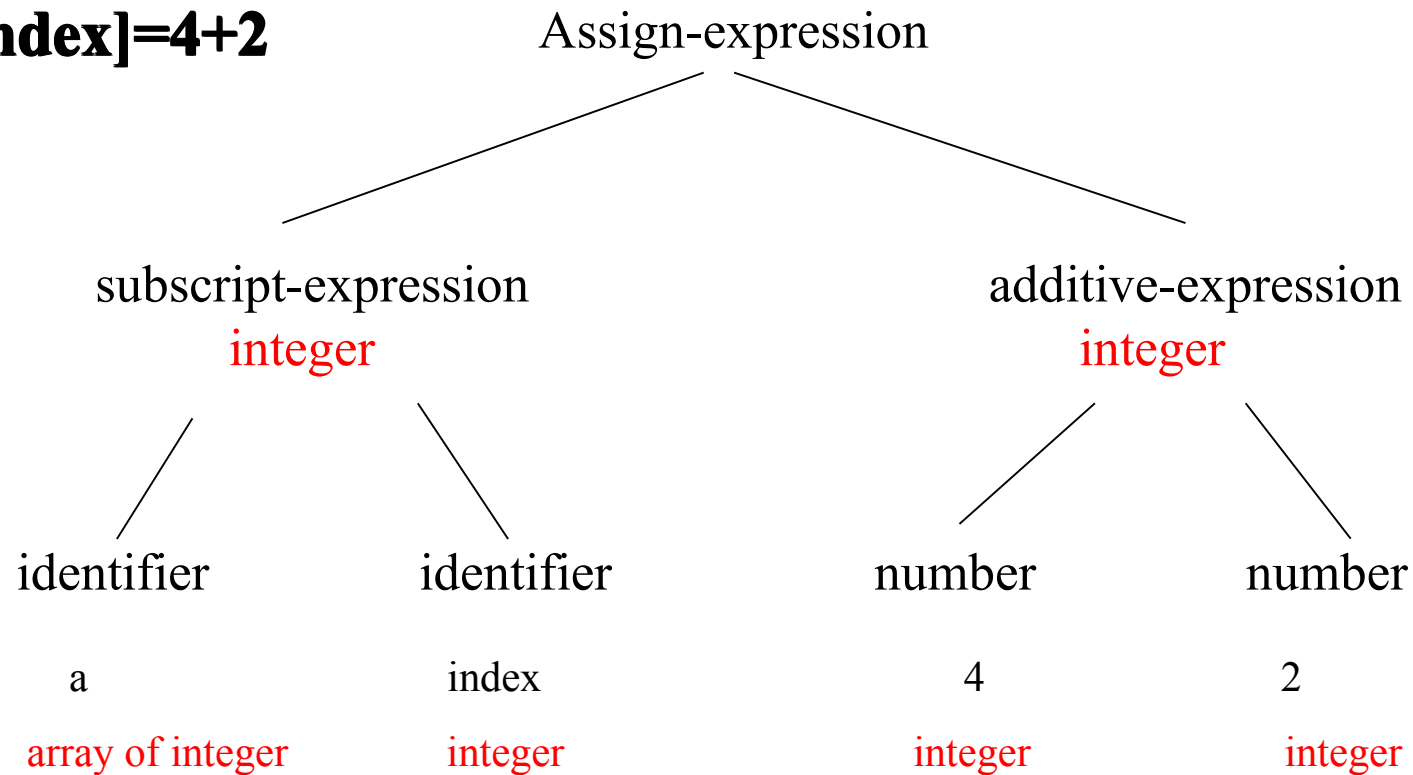 ndex]=4+2
Assign-expression
subscript-expression additive-expression
integer integer
identifier identifier number number
a index 4 2
array of integer integer integer integer